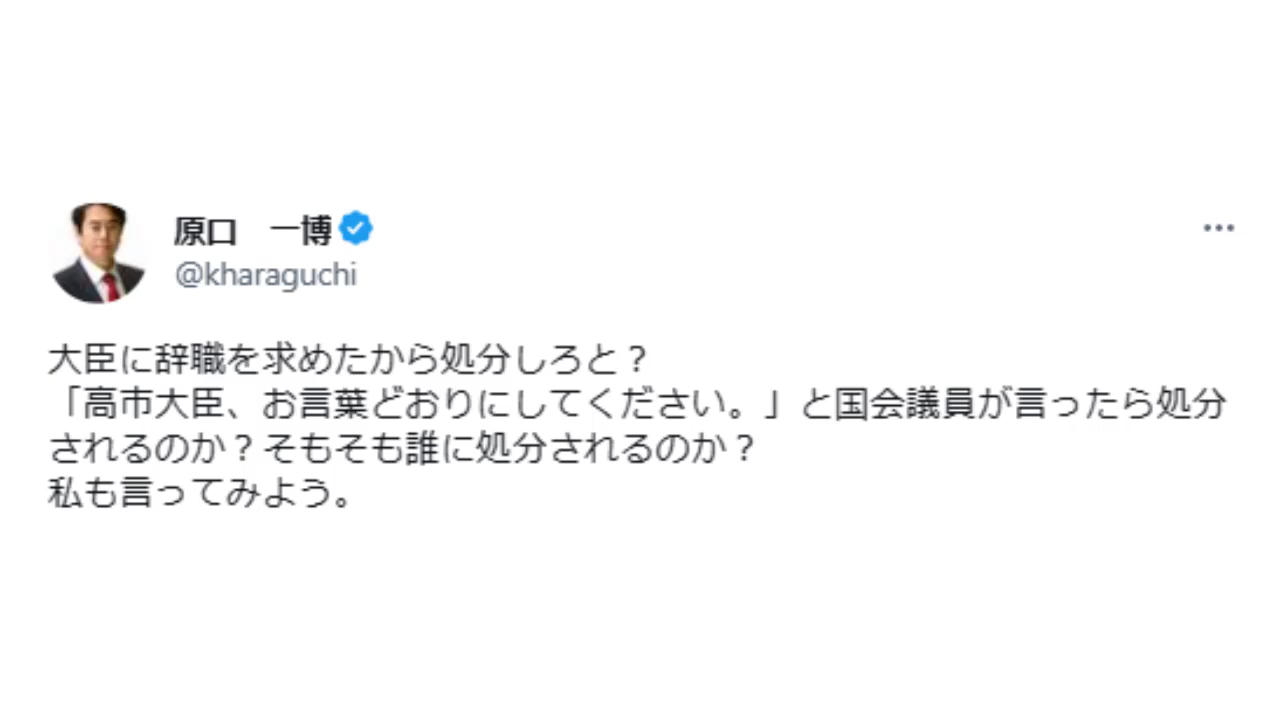 原口　一博
@kharaguchi
大臣に辞職を求めたから処分しろと？
「高市大臣、お言葉どおりにしてください。」と国会議員が言ったら処分
されるのか？そもそも誰に処分されるのか？
私も言ってみよう。